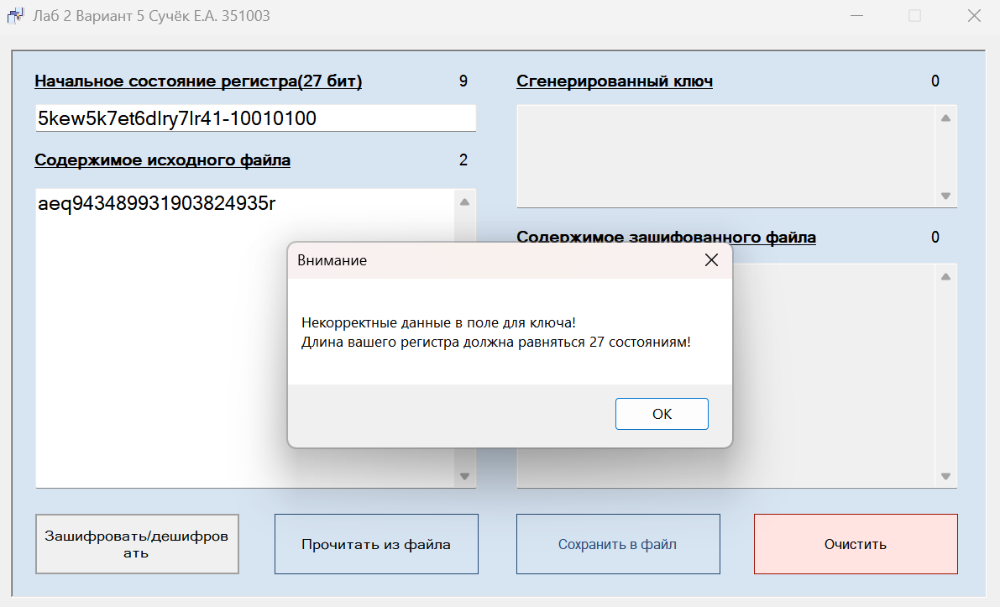 Лаб 2 Вариант 5 Сучёк Е.А. 351003
Начальное состояние регистра(27 бит) 9
5kew5k7et6dlry7lr41-10010100
Содержимое исходного файла 2
aeq943489931903824935r
Сгенерированный ключ 0
Содержимое зашифованного файла 0
Внимание
Некорректные данные в поле для ключа!
Длина вашего регистра должна равняться 27 состояниям!
OK
Зашифровать/дешифров
ать
Прочитать из файла
Сохранить в файл
Очистить